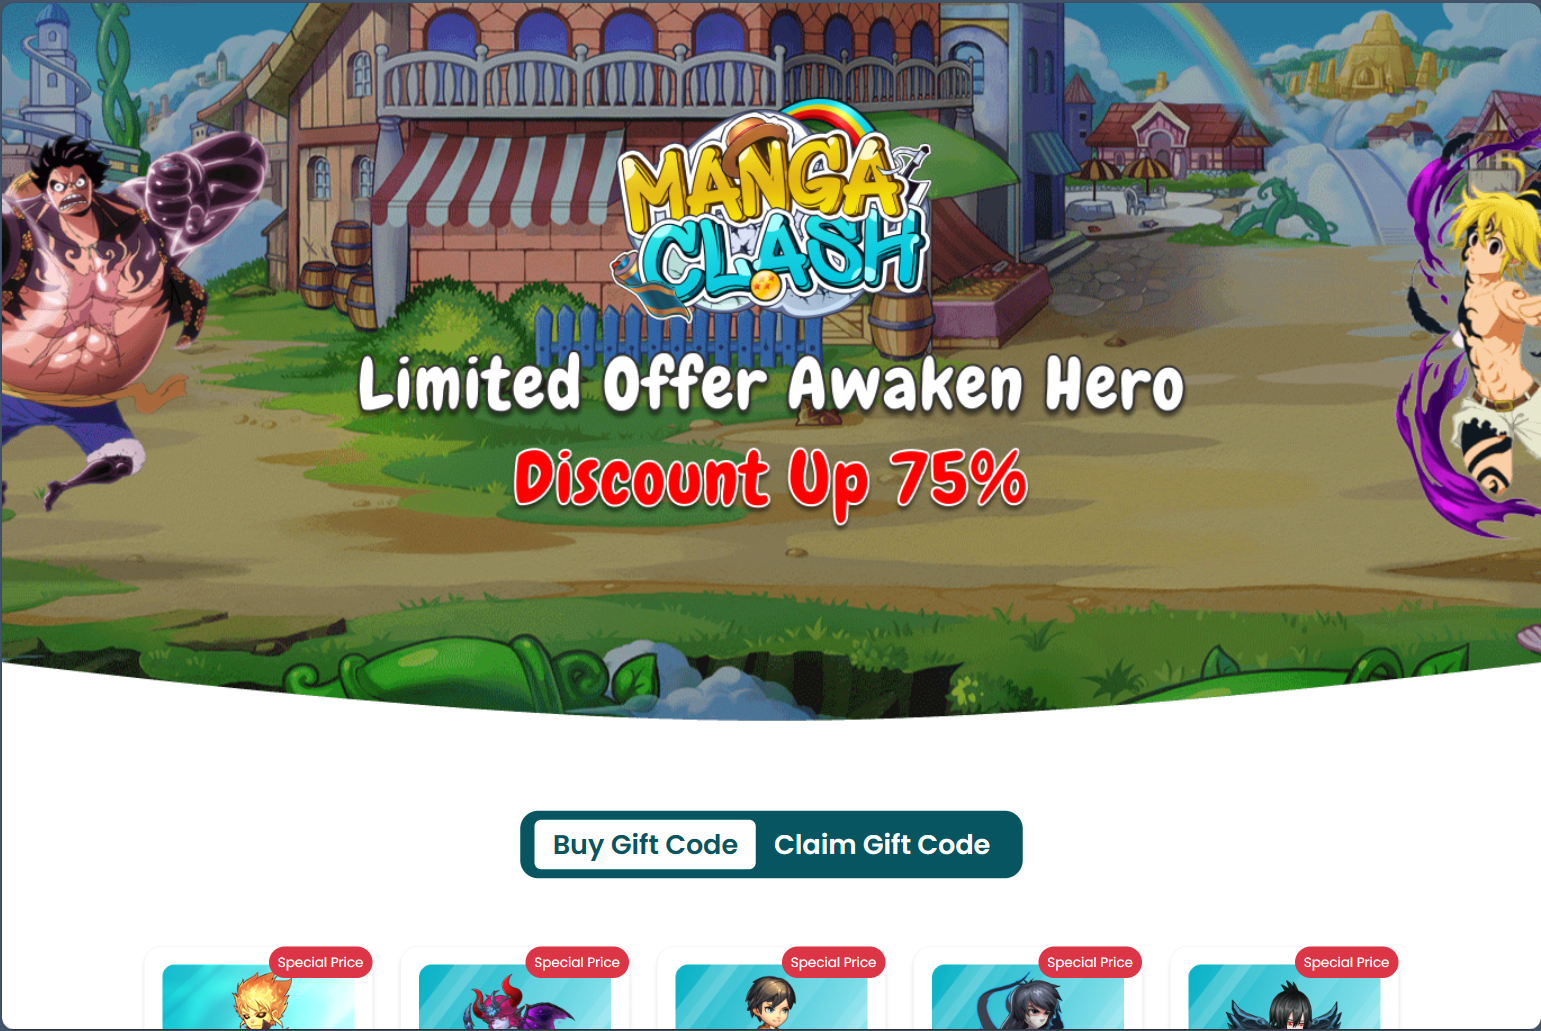 MANGA
CLASH
Limited Offer Awaken Hero
Discount Up 75%
Buy Gift Code
Claim Gift Code
Special Price
Special Price
Special Price
Special Price
Special Price